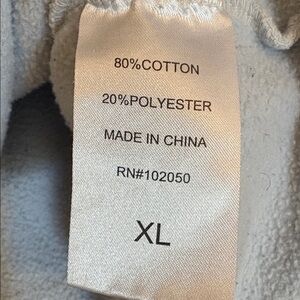 80%COTTON
20%POLYESTER
MADE IN CHINA
RN#102050
XL